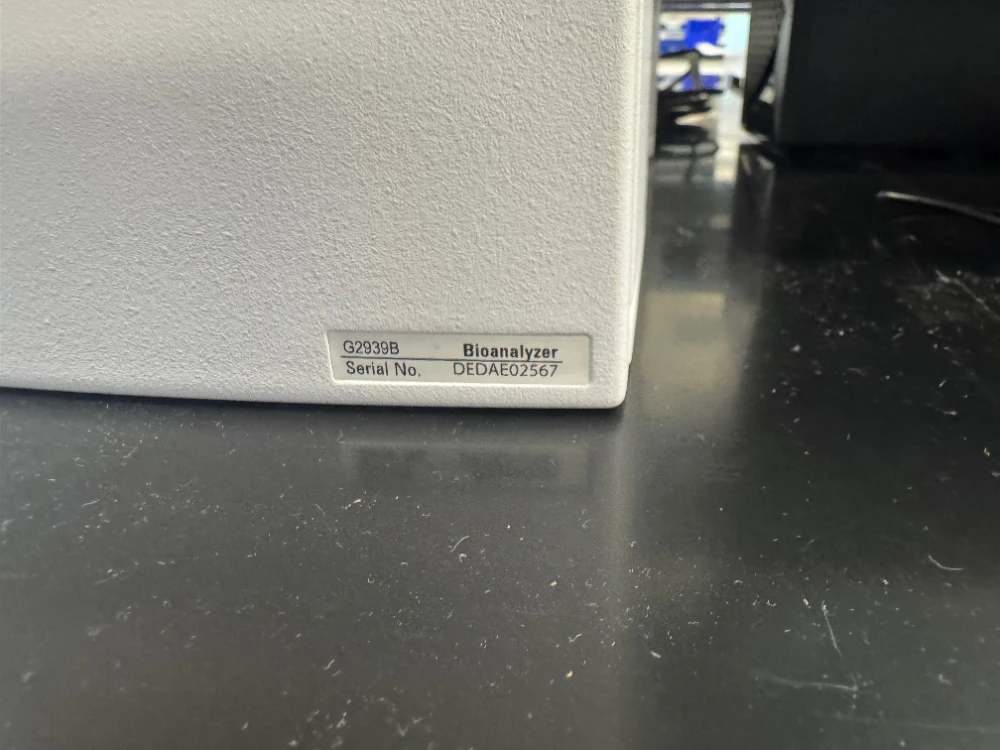 G2939B Bioanalyzer
Serial No. DEDAE02567